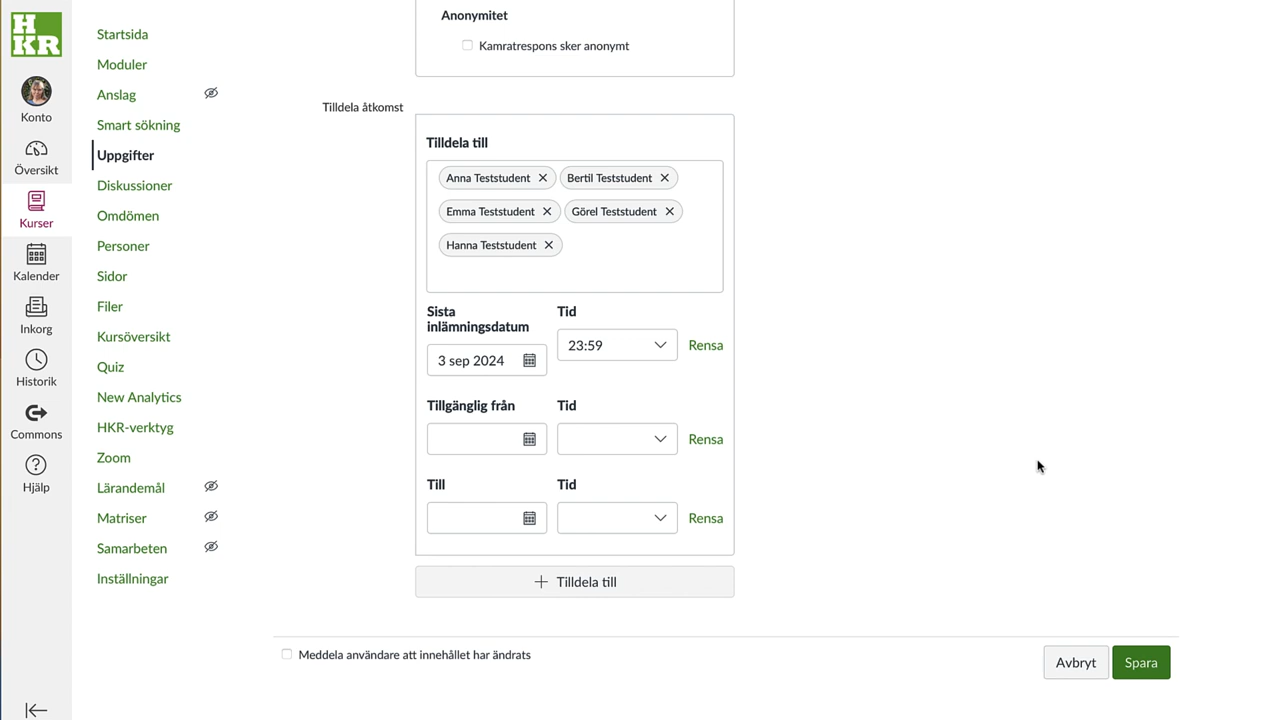 HKR
Konto
Översikt
Kurser
Kalender
Inkorg
Historik
Commons
Hjälp
Startsida
Moduler
Anslag
Smart sökning
Uppgifter
Diskussioner
Omdömen
Personer
Sidor
Filer
Kursöversikt
Quiz
New Analytics
HKR-verktyg
Zoom
Lärandemål
Matriser
Samarbeten
Inställningar
Anonymitet
Kamratrespons sker anonymt
Tilldela åtkomst
Tilldela till
Anna Teststudent Bertil Teststudent
Emma Teststudent Görel Teststudent
Hanna Teststudent
Sista inlämningsdatum Tid
3 sep 2024 23:59 Rensa
Tillgänglig från Tid
Rensa
Till Tid
Rensa
Tilldela till
Meddela användare att innehållet har ändrats
Avbryt Spara